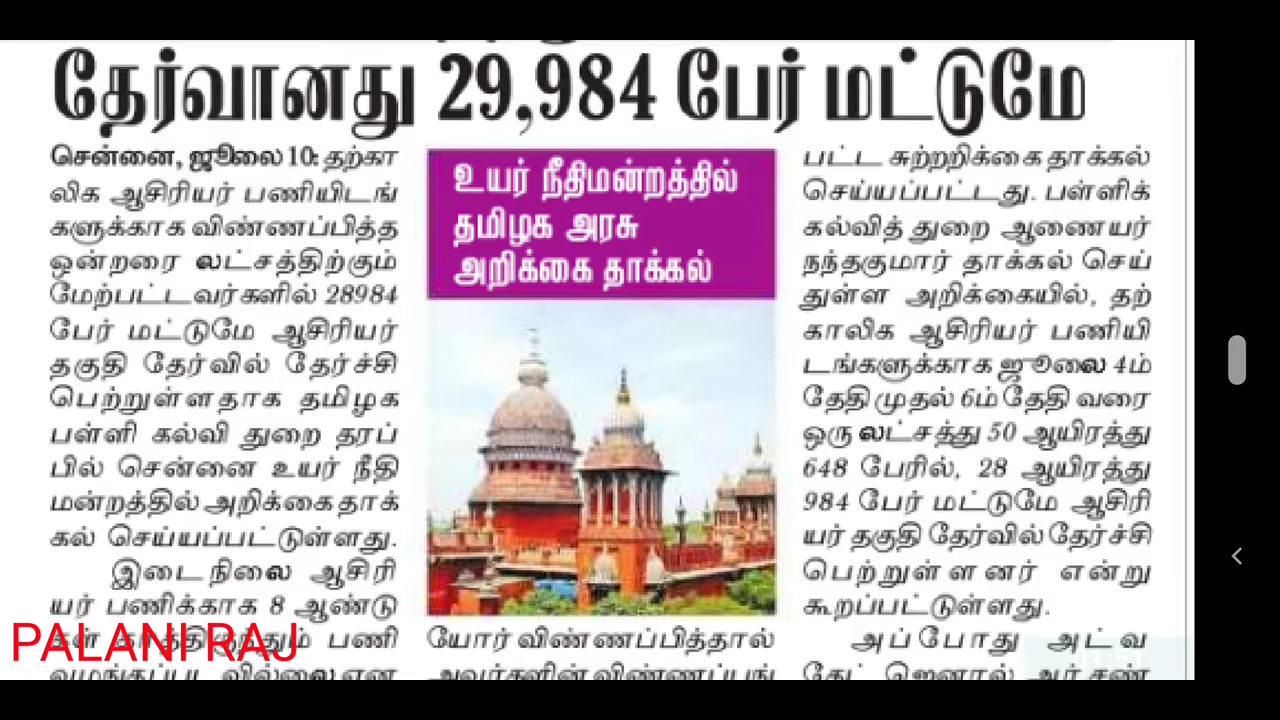 தேர்வானது 29,984 பேர் மட்டுமே
சென்னை, ஜூலை 10: தற்கா
லிக ஆசிரியர் பணியிடங்
களுக்காக விண்ணப்பித்த
ஒன்றரை லட்சத்திற்கும்
மேற்பட்டவர்களில் 28984
பேர் மட்டுமே ஆசிரியர்
தகுதி தேர்வில் தேர்ச்சி
பெற்றுள்ளதாக தமிழக
பள்ளி கல்வி துறை தரப்
பில் சென்னை உயர் நீதி
மன்றத்தில் அறிக்கை தாக்
கல் செய்யப்பட்டுள்ளது.
இடைநிலை ஆசிரி
யர் பணிக்காக 8 ஆண்டு
பணி
உயர் நீதிமன்றத்தில்
தமிழக அரசு
அறிக்கை தாக்கல்
யோர் விண்ணப்பித்தால்
அவர்களின் விண்ணப்பங்
பட்ட சுற்றறிக்கை தாக்கல்
செய்யப்பட்டது. பள்ளிக்
கல்வித் துறை ஆணையர்
நந்தகுமார் தாக்கல் செய்
துள்ள அறிக்கையில், தற்
காலிக ஆசிரியர் பணியி
டங்களுக்காக ஜூலை 4ம்
தேதி முதல் 6ம் தேதி வரை
ஒரு லட்சத்து 50 ஆயிரத்து
648 பேரில், 28 ஆயிரத்து
984 பேர் மட்டுமே ஆசிரி
யர் தகுதி தேர்வில் தேர்ச்சி
பெற்றுள்ளனர் என்று
கூறப்பட்டுள்ளது.
அப்போது அட்வ
PALANI RAJ